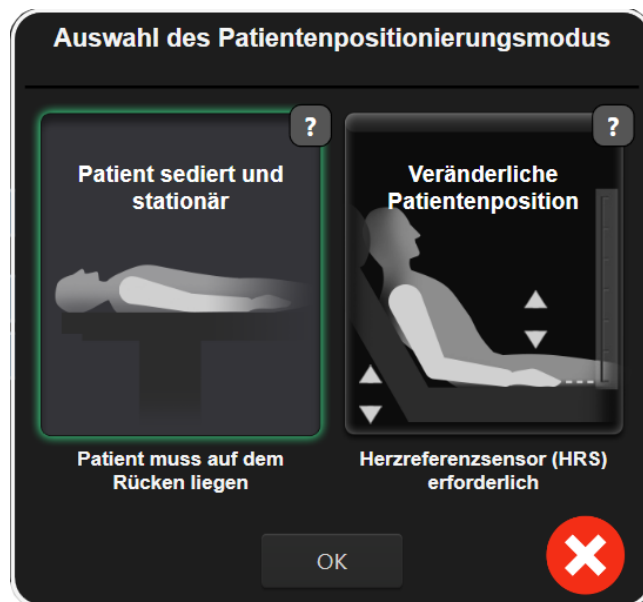 Auswahl des Patientenpositionierungsmodus
?
?
Patient sediert und
stationär
Veränderliche
Patientenposition
Patient muss auf dem
Rücken liegen
Herzreferenzsensor (HRS)
erforderlich
OK